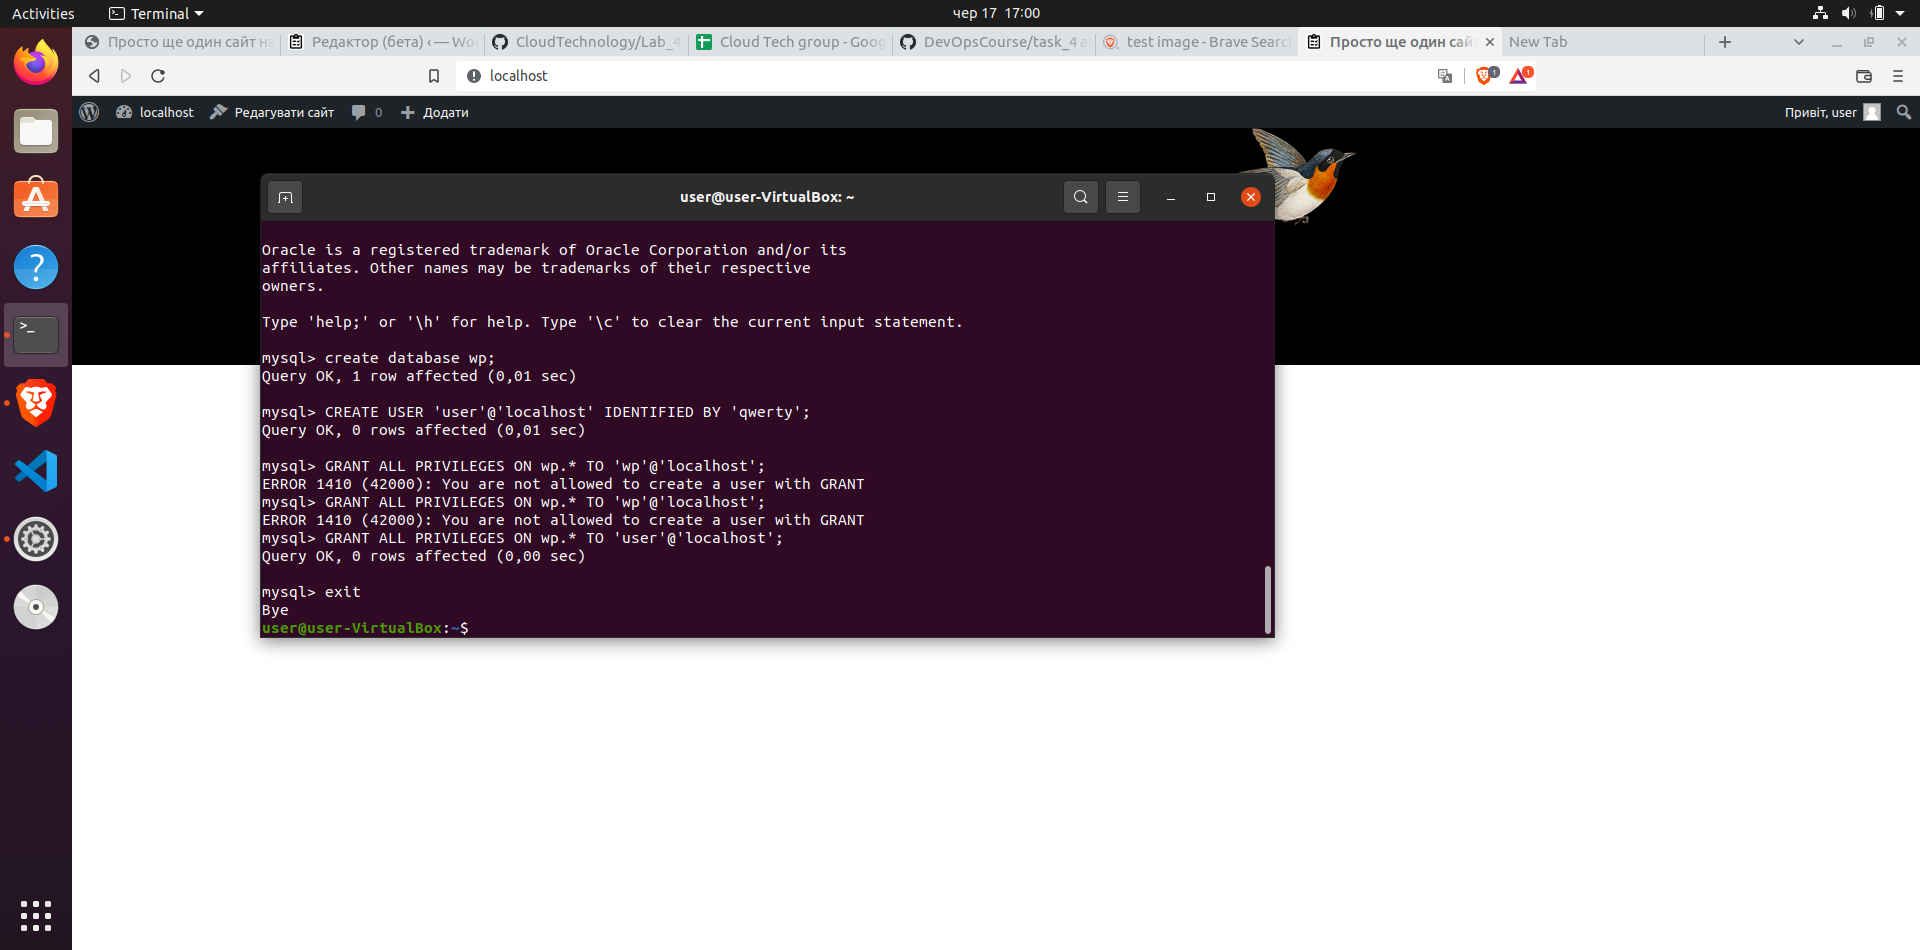 Activities
Terminal
чер 17 17:00
Просто ще один сайт на
Редактор (бета) ‹ — Wor
CloudTechnology/Lab_4
Cloud Tech group - Goog
DevOpsCourse/task_4 a
test image - Brave Searc
Просто ще один сайт
New Tab
localhost
1
1
localhost
Редагувати сайт
0
Додати
Привіт, user
user@user-VirtualBox: ~
Oracle is a registered trademark of Oracle Corporation and/or its
affiliates. Other names may be trademarks of their respective
owners.
Type 'help;' or '\h' for help. Type '\c' to clear the current input statement.
mysql> create database wp;
Query OK, 1 row affected (0,01 sec)
mysql> CREATE USER 'user'@'localhost' IDENTIFIED BY 'qwerty';
Query OK, 0 rows affected (0,01 sec)
mysql> GRANT ALL PRIVILEGES ON wp.* TO 'wp'@'localhost';
ERROR 1410 (42000): You are not allowed to create a user with GRANT
mysql> GRANT ALL PRIVILEGES ON wp.* TO 'wp'@'localhost';
ERROR 1410 (42000): You are not allowed to create a user with GRANT
mysql> GRANT ALL PRIVILEGES ON wp.* TO 'user'@'localhost';
Query OK, 0 rows affected (0,00 sec)
mysql> exit
Bye
user@user-VirtualBox:~$